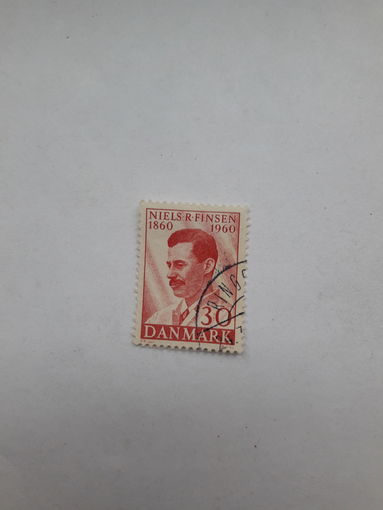 NIELS·R·FINSEN
1860 1960
30
DANMARK